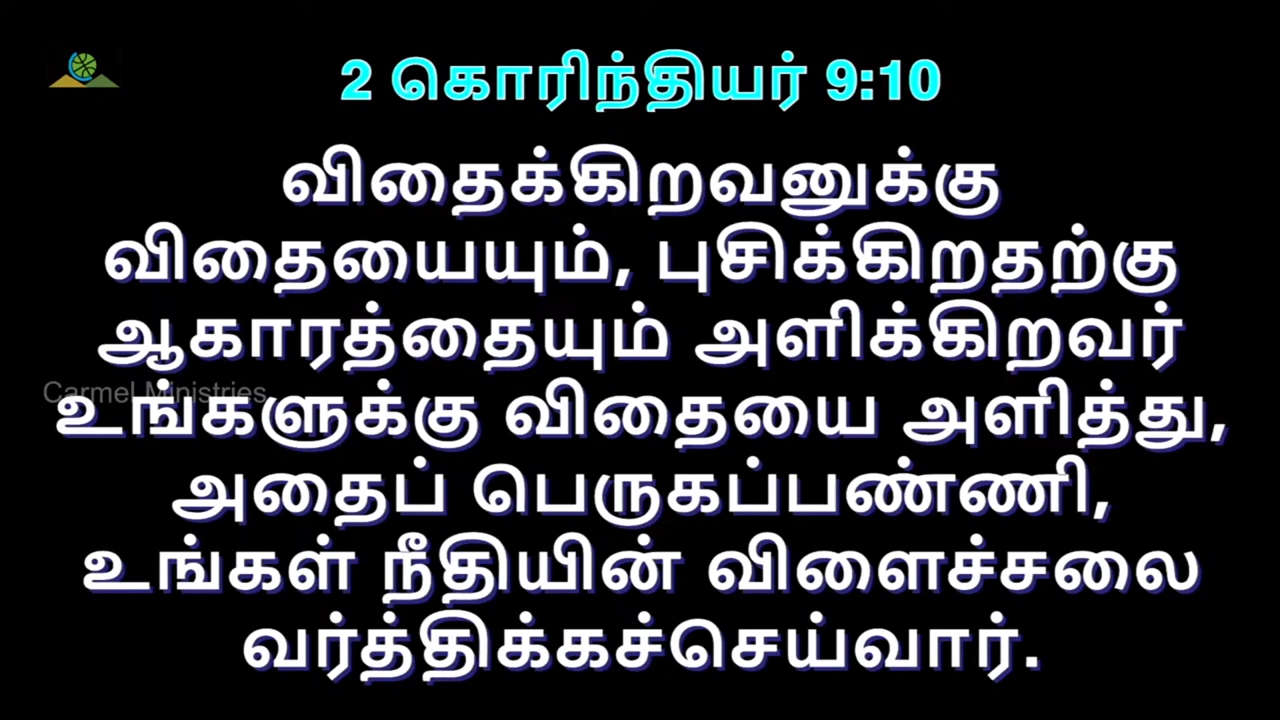 2 கொரிந்தியர் 9:10
விதைக்கிறவனுக்கு
விதையையும், புசிக்கிறதற்கு
ஆகாரத்தையும் அளிக்கிறவர்
Carmel Ministries
உங்களுக்கு விதையை அளித்து,
அதைப் பெருகப்பண்ணி,
உங்கள் நீதியின் விளைச்சலை
வர்த்திக்கச்செய்வார்.